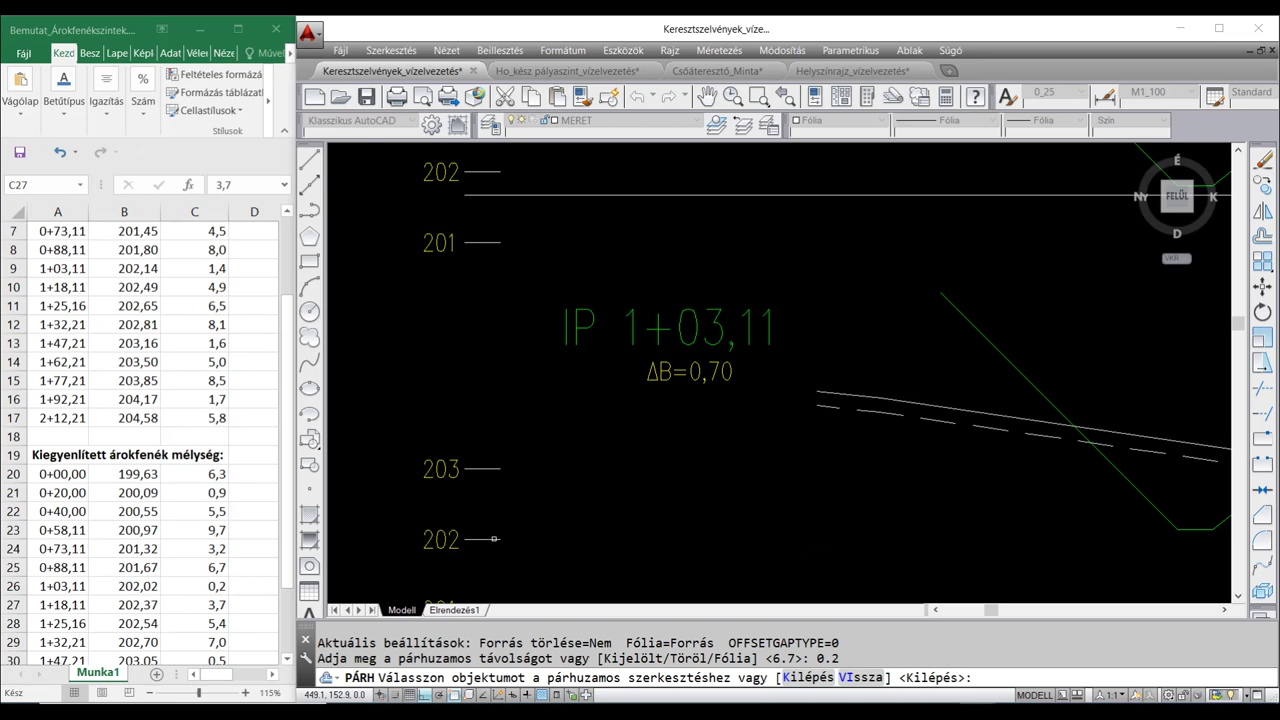 Bemutat_Árokfenékszintek....
Fájl Kezd Besz Lape Képl Adat Véler Néze Művel
Vágólap Betűtípus Igazítás Szám
Feltételes formázá
Formázás táblázatl
Cellastílusok
Stílusok
C27 3,7
A B C D
7 0+73,11 201,45 4,5
8 0+88,11 201,80 8,0
9 1+03,11 202,14 1,4
10 1+18,11 202,49 4,9
11 1+25,16 202,65 6,5
12 1+32,21 202,81 8,1
13 1+47,21 203,16 1,6
14 1+62,21 203,50 5,0
15 1+77,21 203,85 8,5
16 1+92,21 204,17 1,7
17 2+12,21 204,58 5,8
18
19 Kiegyenlített árokfenék mélység:
20 0+00,00 199,63 6,3
21 0+20,00 200,09 0,9
22 0+40,00 200,55 5,5
23 0+58,11 200,97 9,7
24 0+73,11 201,32 3,2
25 0+88,11 201,67 6,7
26 1+03,11 202,02 0,2
27 1+18,11 202,37 3,7
28 1+25,16 202,54 5,4
29 1+32,21 202,70 7,0
30 1+47,21 203,05 0,5
Munka1
Kész 115%
Keresztszelvények_víze...
Fájl Szerkesztés Nézet Beillesztés Formátum Eszközök Rajz Méretezés Módosítás Parametrikus Ablak Súgó
Keresztszelvények_vízelvezetés* Ho_kész pályaszint_vízelvezetés* Csőáteresztő_Minta* Helyszínrajz_vízelvezetés*
0_25 M1_100 Standard
Klasszikus AutoCAD MERET Fólia Fólia Fólia Szín
202
201
IP 1+03,11
ΔB=0,70
203
202
É
NY FELÜL K
D
VKR
Modell Elrendezés1
Aktuális beállítások: Forrás törlése=Nem Fólia=Forrás OFFSETGAPTYPE=0
Adja meg a párhuzamos távolságot vagy [Kijelölt/Töröl/Fólia] <6.7>: 0.2
PÁRH Válasszon objektumot a párhuzamos szerkesztéshez vagy [Kilépés VIssza] <Kilépés>:
449.1, 152.9, 0.0 MODELL 1:1